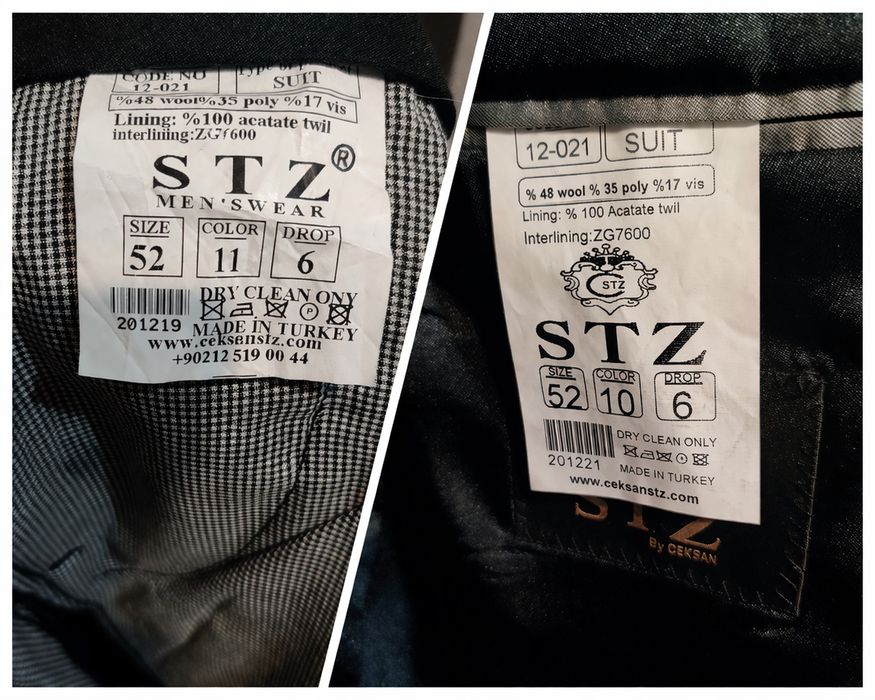 CODE NO
12-021
Type of
SUIT
%48 wool%35 poly %17 vis
Lining: %100 acatate twil
interlining:ZG7600
STZ®
MEN'SWEAR
SIZE
52
COLOR
11
DROP
6
DRY CLEAN ONY
P
201219
MADE IN TURKEY
www.ceksanstz.com
+90212 519 00 44
12-021
SUIT
% 48 wool % 35 poly %17 vis
Lining: % 100 Acatate twil
Interlining:ZG7600
STZ
STZ
SIZE
52
COLOR
10
DROP
6
DRY CLEAN ONLY
201221
MADE IN TURKEY
www.ceksanstz.com
STZ
By CEKSAN